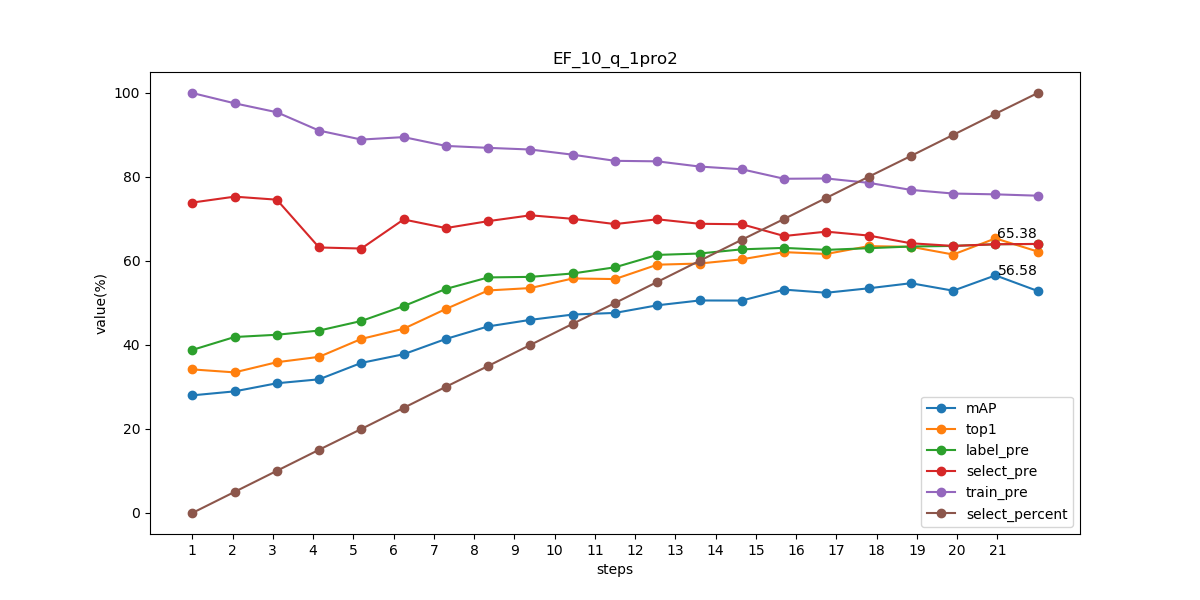 EF_10_q_1pro2
value(%)
100
80
60
40
20
0
65.38
56.58
mAP
top1
label_pre
select_pre
train_pre
select_percent
1 2 3 4 5 6 7 8 9 10 11 12 13 14 15 16 17 18 19 20 21
steps